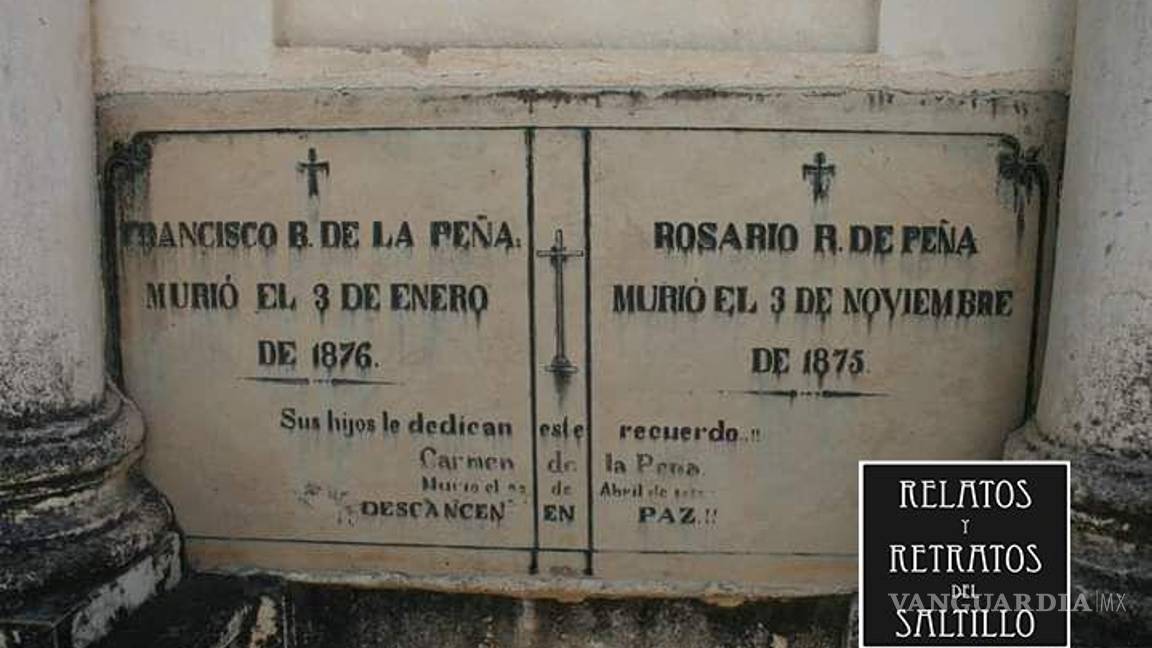 FRANCISCO B. DE LA PEÑA.
MURIÓ EL 3 DE ENERO
DE 1876.
ROSARIO R. DE PEÑA
MURIÓ EL 3 DE NOVIEMBRE
DE 1875.
Sus hijos le dedican este recuerdo..!!
Carmen de la Pena
Murio el de Abril de
DESCANCEN EN PAZ.!!
RELATOS
Y
RETRATOS
DEL
SALTILLO
VANGUARDIA|MX